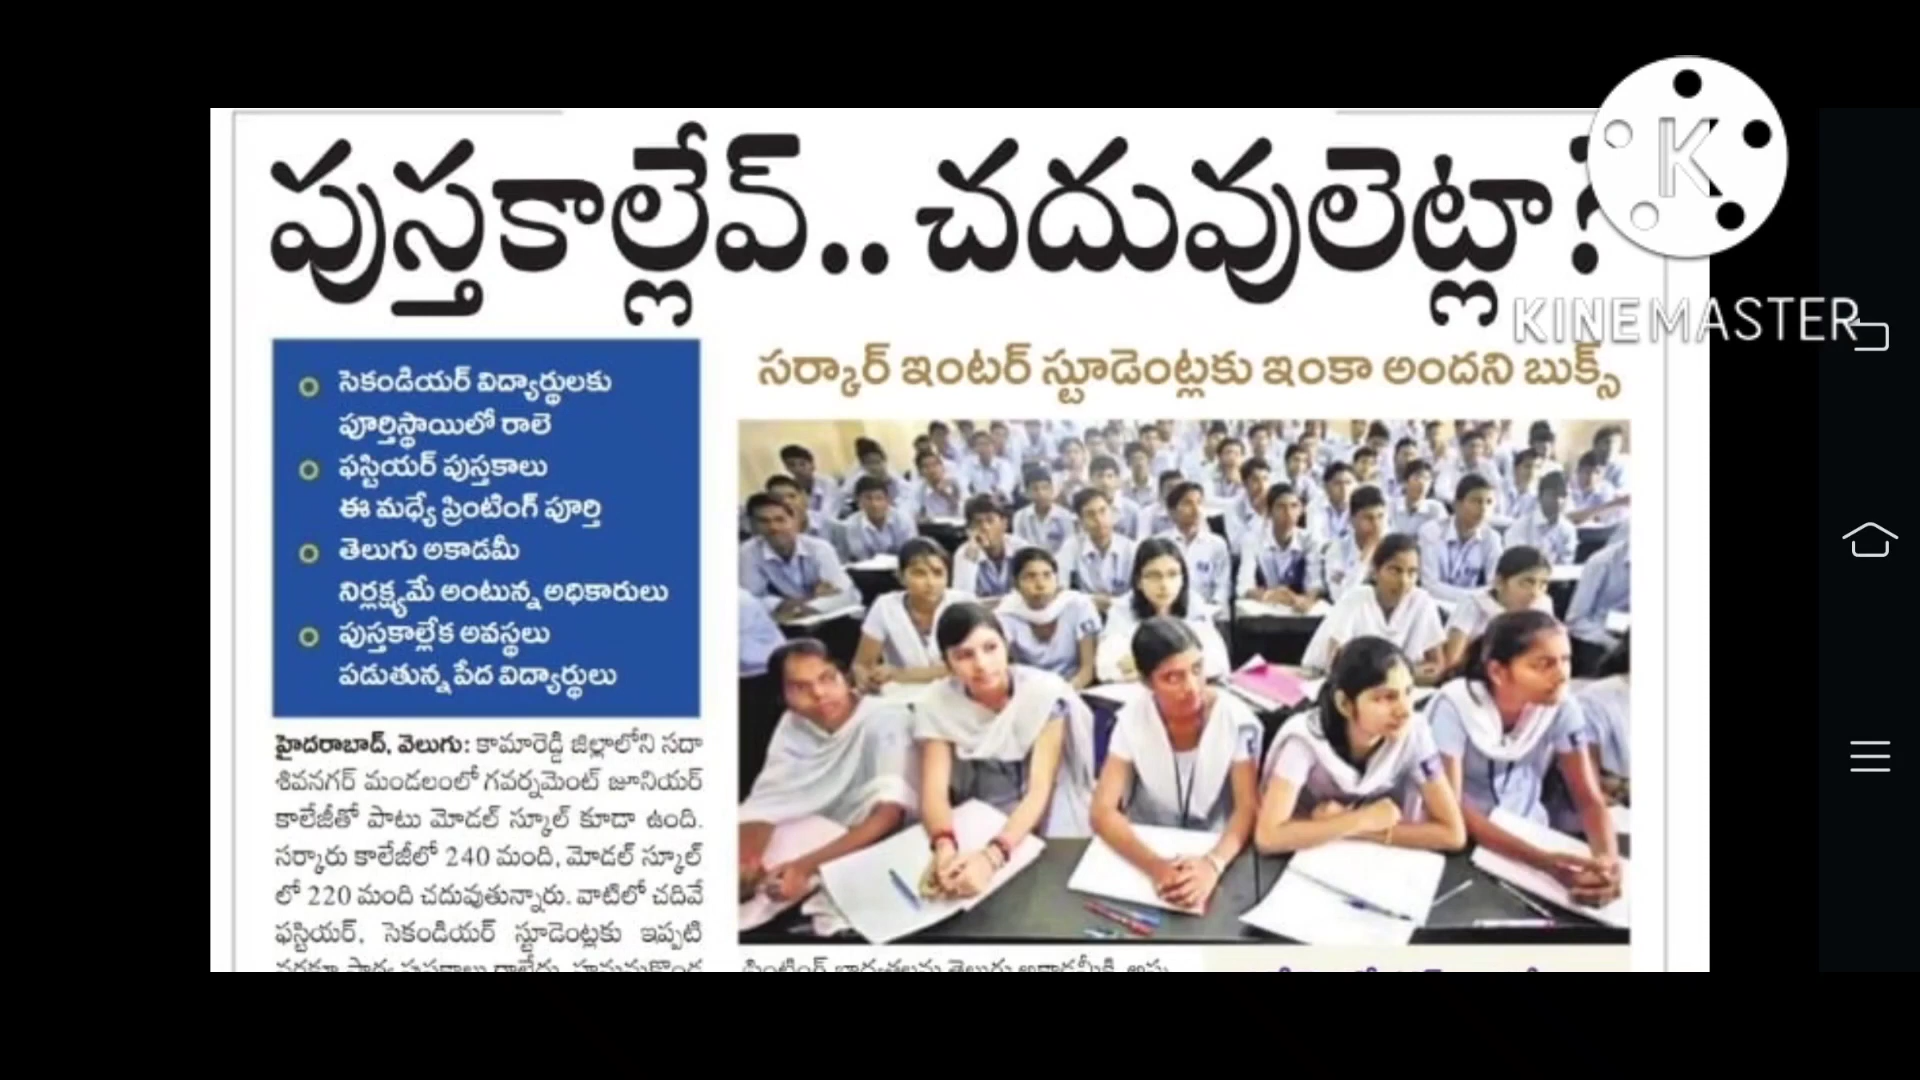 పుస్తకాల్లేవ్.. చదువులెట్లా?
సర్కార్ ఇంటర్ స్టూడెంట్లకు ఇంకా అందని బుక్స్
సెకండియర్ విద్యార్థులకు
పూర్తిస్థాయిలో రాలె
ఫస్టియర్ పుస్తకాలు
ఈ మధ్యే ప్రింటింగ్ పూర్తి
తెలుగు అకాడమీ
నిర్లక్ష్యమే అంటున్న అధికారులు
పుస్తకాల్లేక అవస్థలు
పడుతున్న పేద విద్యార్థులు
హైదరాబాద్, వెలుగు: కామారెడ్డి జిల్లాలోని సదా
శివనగర్ మండలంలో గవర్నమెంట్ జూనియర్
కాలేజీతో పాటు మోడల్ స్కూల్ కూడా ఉంది.
సర్కారు కాలేజీలో 240 మంది, మోడల్ స్కూల్
లో 220 మంది చదువుతున్నారు. వాటిలో చదివే
ఫస్టియర్, సెకండియర్ స్టూడెంట్లకు ఇప్పటి
K
KINEMASTER